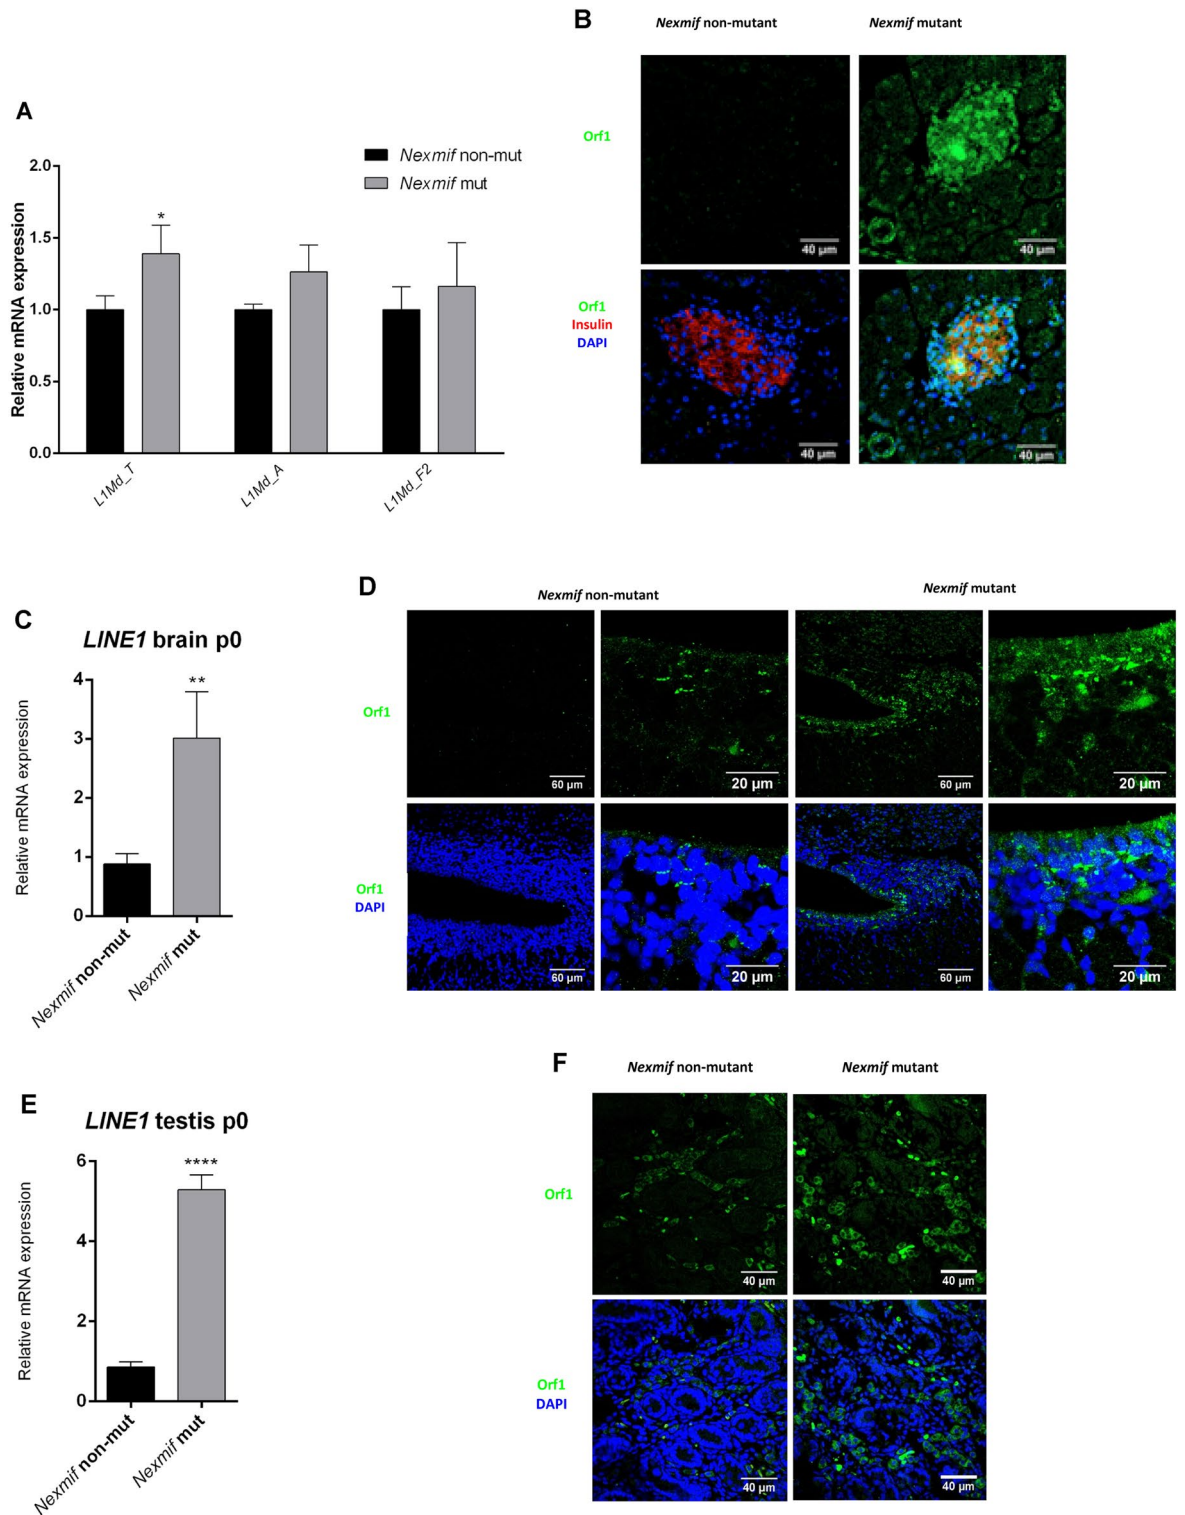 A
Relative mRNA expression
2.0
1.5
1.0
0.5
0.0
*
Nexmif non-mut
Nexmif mut
L1Md_T
L1Md_A
L1Md_F2
B
Nexmif non-mutant
Nexmif mutant
Orf1
40 µm
40 µm
Orf1
Insulin
DAPI
40 µm
40 µm
C
LINE1 brain p0
Relative mRNA expression
4
3
2
1
0
**
Nexmif non-mut
Nexmif mut
D
Nexmif non-mutant
Nexmif mutant
Orf1
60 µm
20 µm
60 µm
20 µm
Orf1
DAPI
60 µm
20 µm
60 µm
20 µm
E
LINE1 testis p0
Relative mRNA expression
6
4
2
0
****
Nexmif non-mut
Nexmif mut
F
Nexmif non-mutant
Nexmif mutant
Orf1
40 µm
40 µm
Orf1
DAPI
40 µm
40 µm